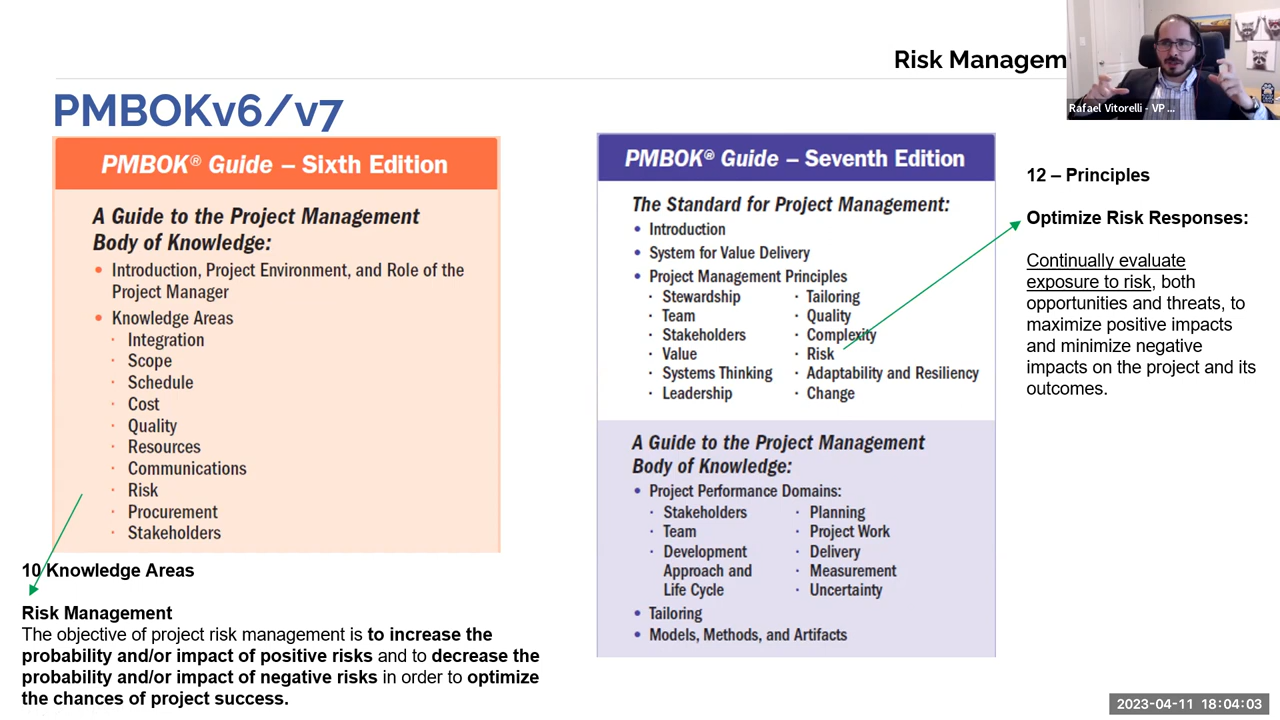 Risk Managem
Rafael Vitorelli - VP ...
PMBOKv6/v7
PMBOK® Guide – Sixth Edition
A Guide to the Project Management
Body of Knowledge:
• Introduction, Project Environment, and Role of the
Project Manager
• Knowledge Areas
· Integration
· Scope
· Schedule
· Cost
· Quality
· Resources
· Communications
· Risk
· Procurement
· Stakeholders
10 Knowledge Areas
Risk Management
The objective of project risk management is to increase the
probability and/or impact of positive risks and to decrease the
probability and/or impact of negative risks in order to optimize
the chances of project success.
PMBOK® Guide – Seventh Edition
The Standard for Project Management:
• Introduction
• System for Value Delivery
• Project Management Principles
· Stewardship
· Team
· Stakeholders
· Value
· Systems Thinking
· Leadership
· Tailoring
· Quality
· Complexity
· Risk
· Adaptability and Resiliency
· Change
A Guide to the Project Management
Body of Knowledge:
• Project Performance Domains:
· Stakeholders
· Team
· Development
Approach and
Life Cycle
· Planning
· Project Work
· Delivery
· Measurement
· Uncertainty
• Tailoring
• Models, Methods, and Artifacts
12 – Principles
Optimize Risk Responses:
Continually evaluate
exposure to risk, both
opportunities and threats, to
maximize positive impacts
and minimize negative
impacts on the project and its
outcomes.
2023-04-11 18:04:03